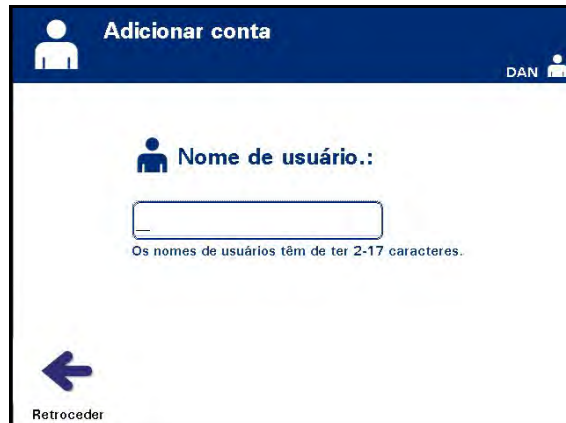 Adicionar conta
DAN
Nome de usuário.:
_
Os nomes de usuários têm de ter 2-17 caracteres.
Retroceder